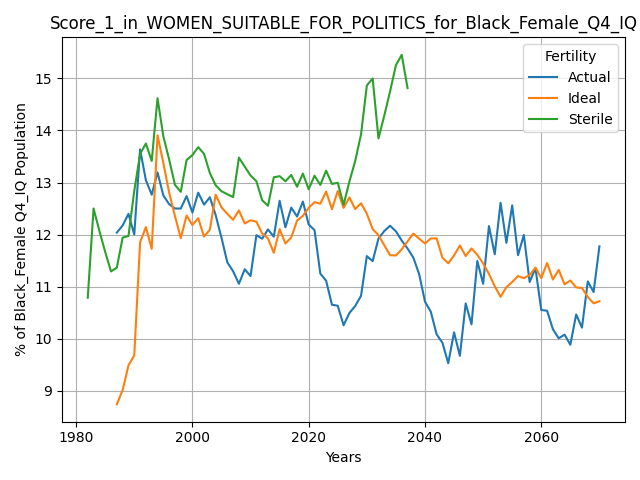 Score_1_in_WOMEN_SUITABLE_FOR_POLITICS_for_Black_Female_Q4_IQ
Fertility
Actual
Ideal
Sterile
% of Black_Female Q4_IQ Population
15
14
13
12
11
10
9
1980 2000 2020 2040 2060
Years